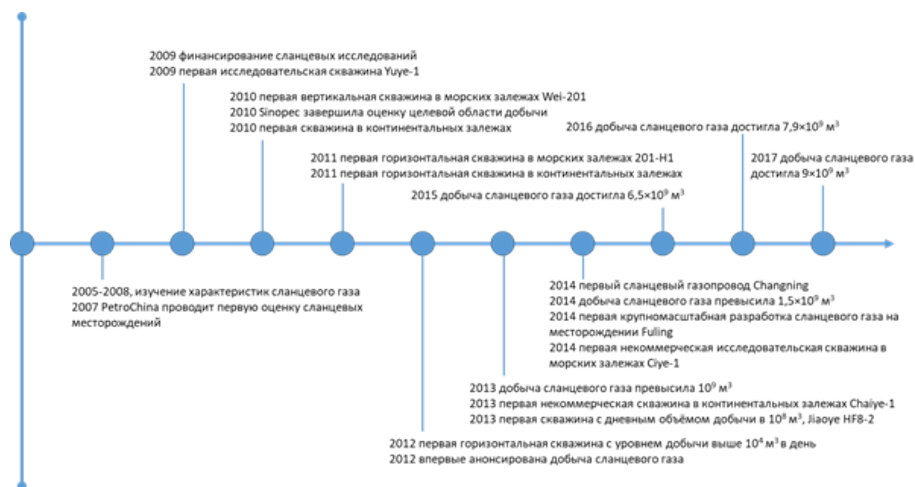 2009 финансирование сланцевых исследований
2009 первая исследовательская скважина Yuye-1
2010 первая вертикальная скважина в морских залежах Wei-201
2010 Sinopec завершила оценку целевой области добычи
2010 первая скважина в континентальных залежах
2011 первая горизонтальная скважина в морских залежах 201-H1
2011 первая горизонтальная скважина в континентальных залежах
2015 добыча сланцевого газа достигла 6,5×10⁹ м³
2016 добыча сланцевого газа достигла 7,9×10⁹ м³
2017 добыча сланцевого газа
достигла 9×10⁹ м³
2005-2008, изучение характеристик сланцевого газа
2007 PetroChina проводит первую оценку сланцевых
месторождений
2014 первый сланцевый газопровод Changning
2014 добыча сланцевого газа превысила 1,5×10⁹ м³
2014 первая крупномасштабная разработка сланцевого газа на
месторождении Fuling
2014 первая некоммерческая исследовательская скважина в
морских залежах Ciye-1
2013 добыча сланцевого газа превысила 10⁹ м³
2013 первая некоммерческая скважина в континентальных залежах Chaiye-1
2013 первая скважина с дневным объёмом добычи в 10⁸ м³, Jiaoye HF8-2
2012 первая горизонтальная скважина с уровнем добычи выше 10⁴ м³ в день
2012 впервые анонсирована добыча сланцевого газа